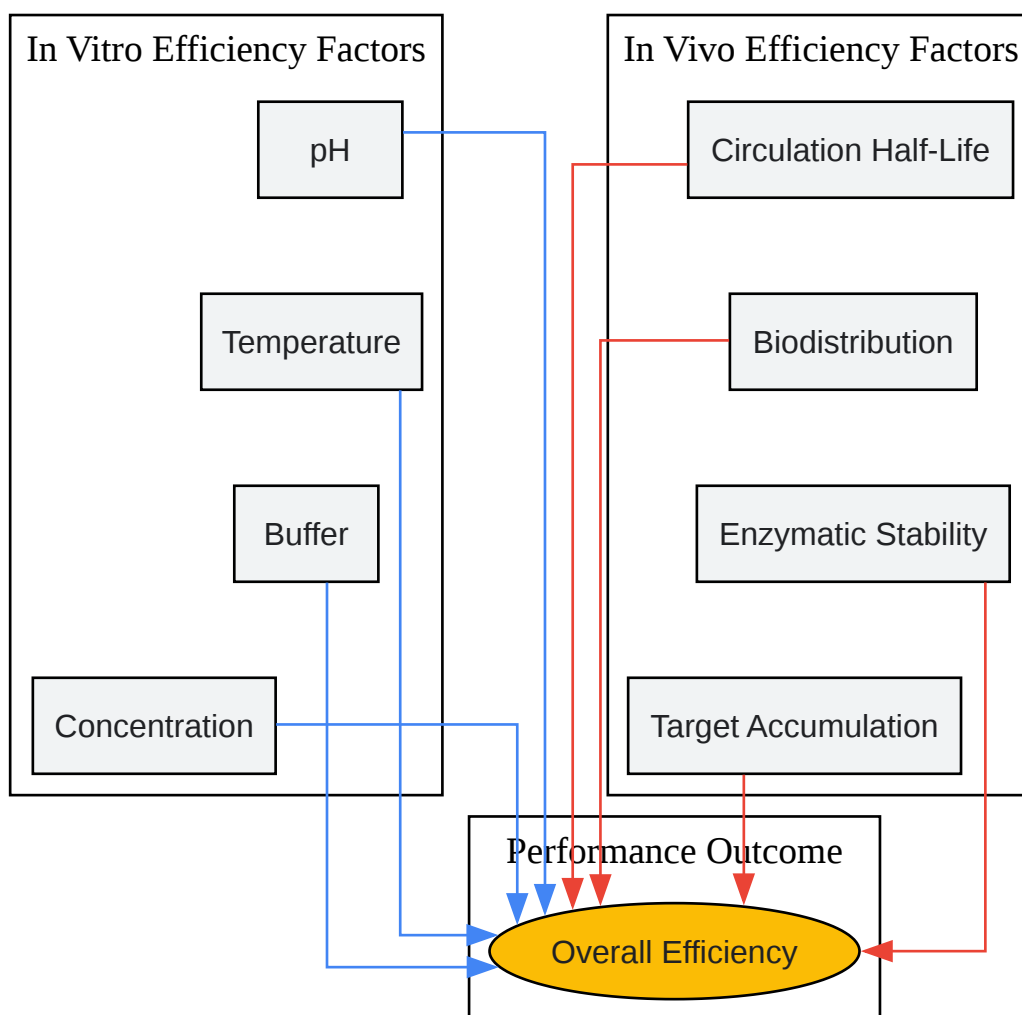 In Vitro Efficiency Factors
pH
Temperature
Buffer
Concentration
In Vivo Efficiency Factors
Circulation Half-Life
Biodistribution
Enzymatic Stability
Target Accumulation
Performance Outcome
Overall Efficiency